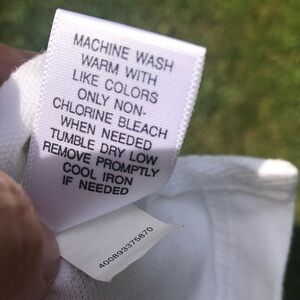 MACHINE WASH
WARM WITH
LIKE COLORS
ONLY NON-
CHLORINE BLEACH
WHEN NEEDED
TUMBLE DRY LOW
REMOVE PROMPTLY
COOL IRON
IF NEEDED
400893375870